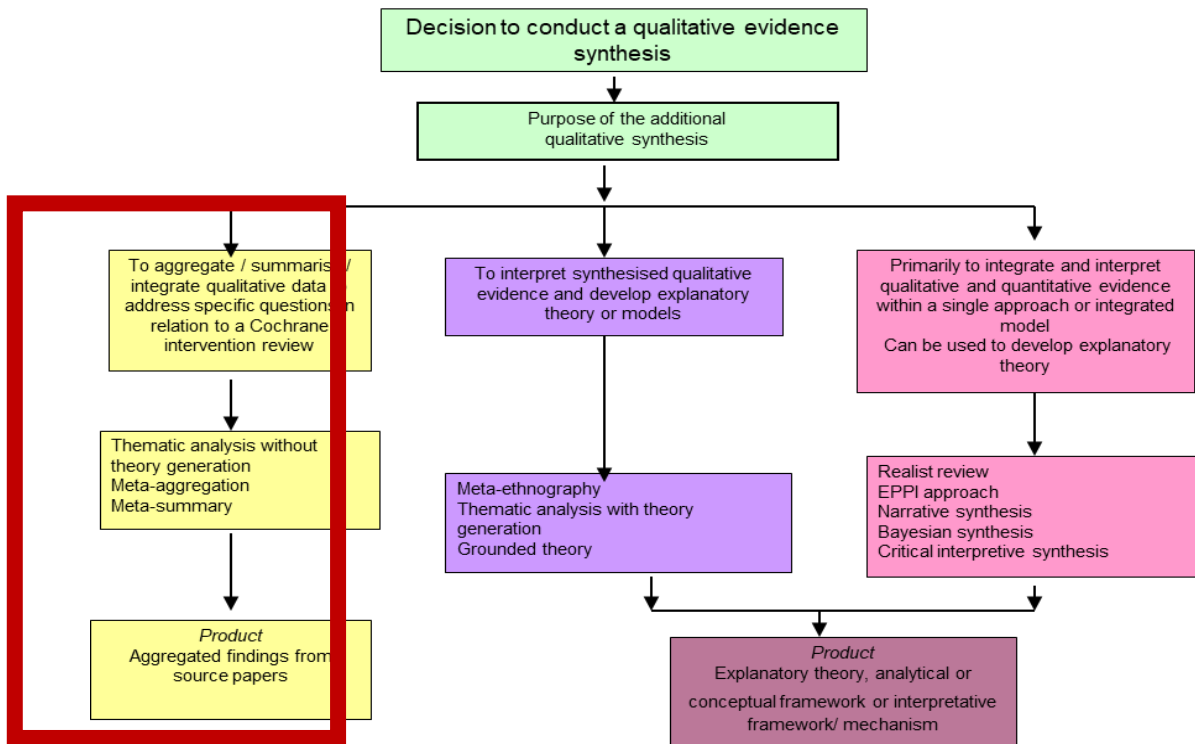 Decision to conduct a qualitative evidence
synthesis
Purpose of the additional
qualitative synthesis
To aggregate / summaris /
integrate qualitative data
address specific questions n
relation to a Cochrane
intervention review
To interpret synthesised qualitative
evidence and develop explanatory
theory or models
Primarily to integrate and interpret
qualitative and quantitative evidence
within a single approach or integrated
model
Can be used to develop explanatory
theory
Thematic analysis without
theory generation
Meta-aggregation
Meta-summary
Meta-ethnography
Thematic analysis with theory
generation
Grounded theory
Realist review
EPPI approach
Narrative synthesis
Bayesian synthesis
Critical interpretive synthesis
Product
Aggregated findings from
source papers
Product
Explanatory theory, analytical or
conceptual framework or interpretative
framework/ mechanism